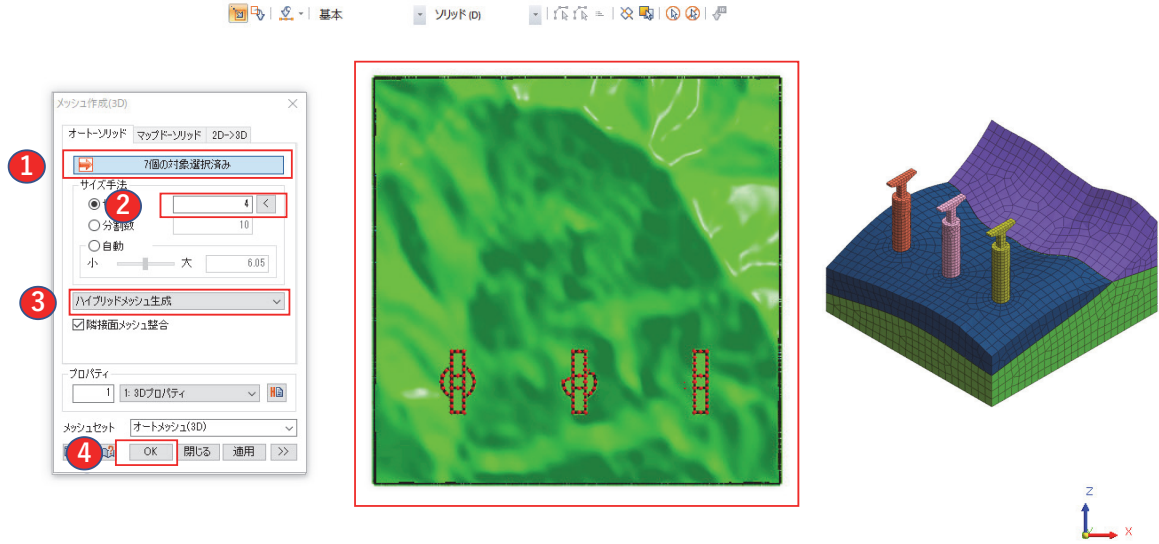 基本 ソリッド (D)
メッシュ作成(3D)
オートーソリッド マップドーソリッド 2D->3D
1
7個の対象選択済み
サイズ手法
2
4 <
分割数 10
自動
小 大 6.05
3
ハイブリッドメッシュ生成
隣接面メッシュ整合
プロパティ
1 1: 3Dプロパティ
メッシュセット オートメッシュ(3D)
4
OK 閉じる 適用 >>
Z
Y X